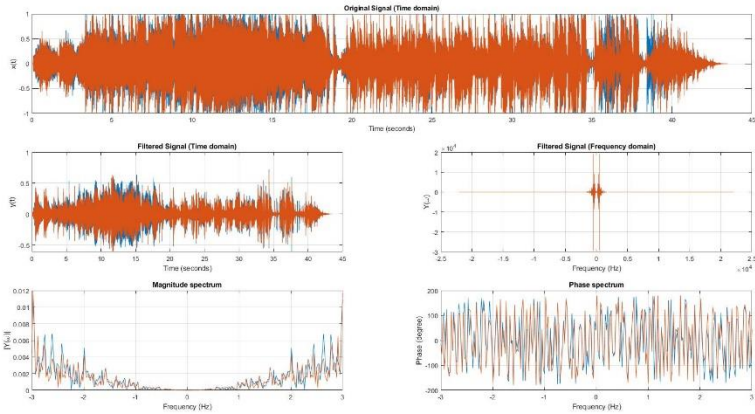 Original Signal (Time domain)
1
0.5
0
-0.5
-1
x(t)
0 5 10 15 20 25 30 35 40 45
Time (seconds)
Filtered Signal (Time domain)
0.5
0
-0.5
y(t)
0 5 10 15 20 25 30 35 40 45
Time (seconds)
Filtered Signal (Frequency domain)
2
1
0
-1
-2
-3
-2.5 -2 -1.5 -1 -0.5 0 0.5 1 1.5 2 2.5
Frequency (Hz)
Magnitude spectrum
0.012
0.01
0.008
0.006
0.004
0.002
0
-3 -2 -1 0 1 2 3
Frequency (Hz)
Phase spectrum
200
100
0
-100
-200
Phase (degree)
-3 -2 -1 0 1 2 3
Frequency (Hz)